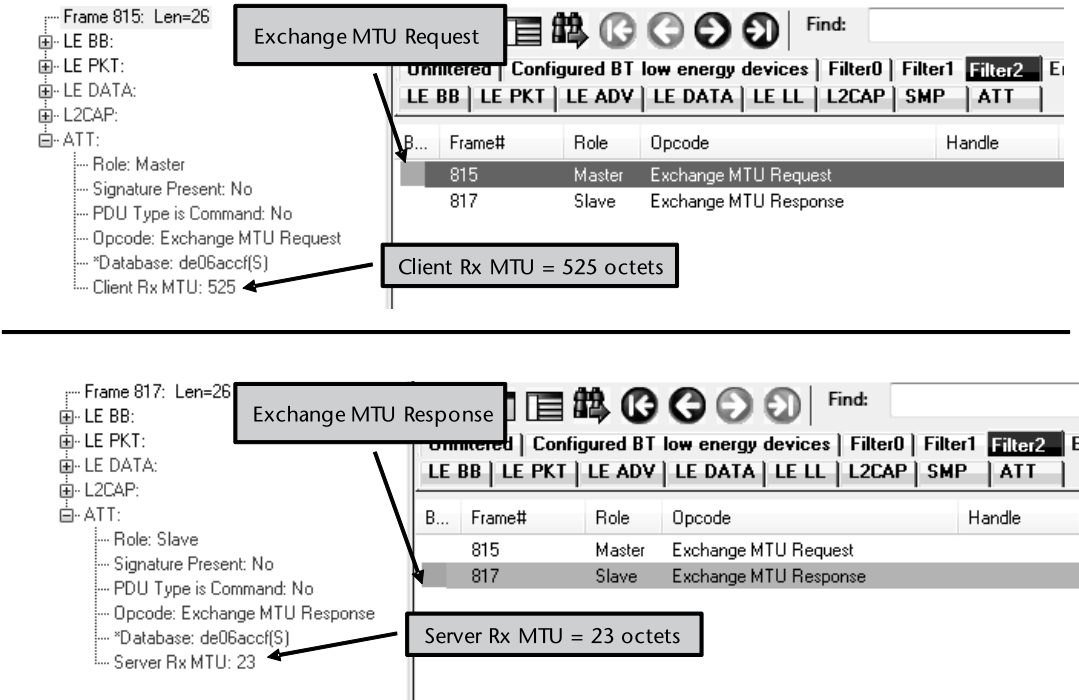 Frame 815: Len=26
LE BB:
LE PKT:
LE DATA:
L2CAP:
ATT:
Role: Master
Signature Present: No
PDU Type is Command: No
Opcode: Exchange MTU Request
*Database: de06accf(S)
Client Rx MTU: 525
Exchange MTU Request
Find:
Unfiltered Configured BT low energy devices Filter0 Filter1 Filter2
LE BB LE PKT LE ADV LE DATA LE LL L2CAP SMP ATT
B... Frame# Role Opcode Handle
815 Master Exchange MTU Request
817 Slave Exchange MTU Response
Client Rx MTU = 525 octets
Frame 817: Len=26
LE BB:
LE PKT:
LE DATA:
L2CAP:
ATT:
Role: Slave
Signature Present: No
PDU Type is Command: No
Opcode: Exchange MTU Response
*Database: de06accf(S)
Server Rx MTU: 23
Exchange MTU Response
Find:
Unfiltered Configured BT low energy devices Filter0 Filter1 Filter2
LE BB LE PKT LE ADV LE DATA LE LL L2CAP SMP ATT
B... Frame# Role Opcode Handle
815 Master Exchange MTU Request
817 Slave Exchange MTU Response
Server Rx MTU = 23 octets